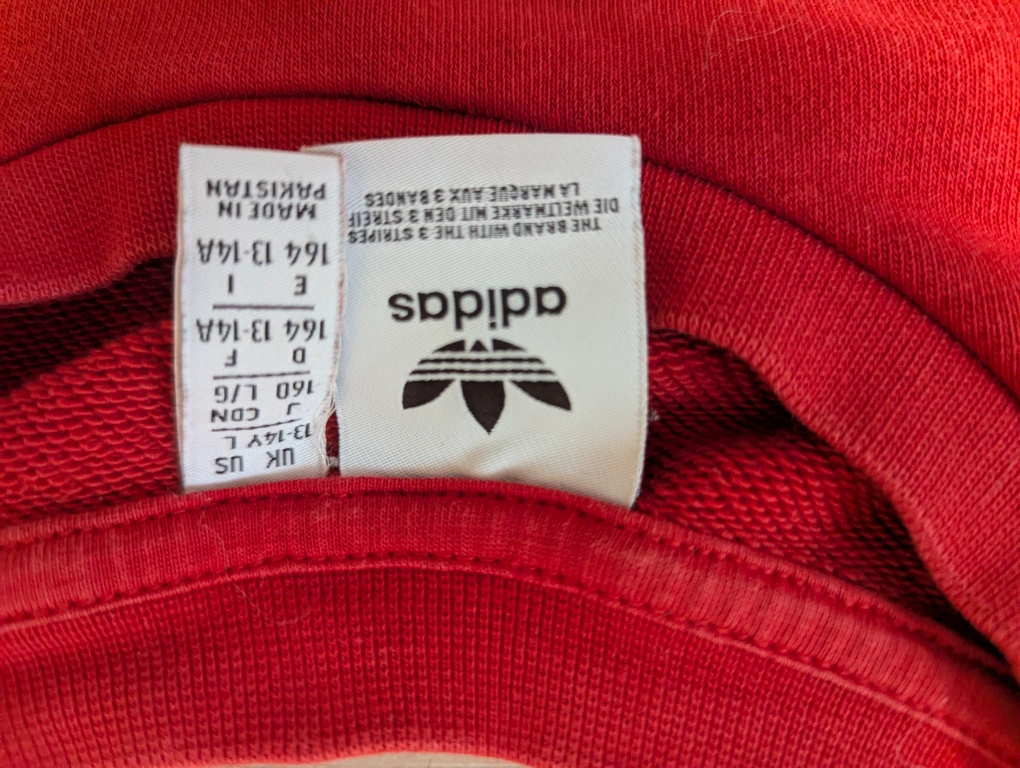 UK US
13-14Y L
J CDN
160 L/G
D F
164 13-14A
E I
164 13-14A
MADE IN
PAKISTAN
adidas
THE BRAND WITH THE 3 STRIPES
DIE WELTMARKE MIT DEN 3 STREIF
LA MARQUE AUX 3 BANDES